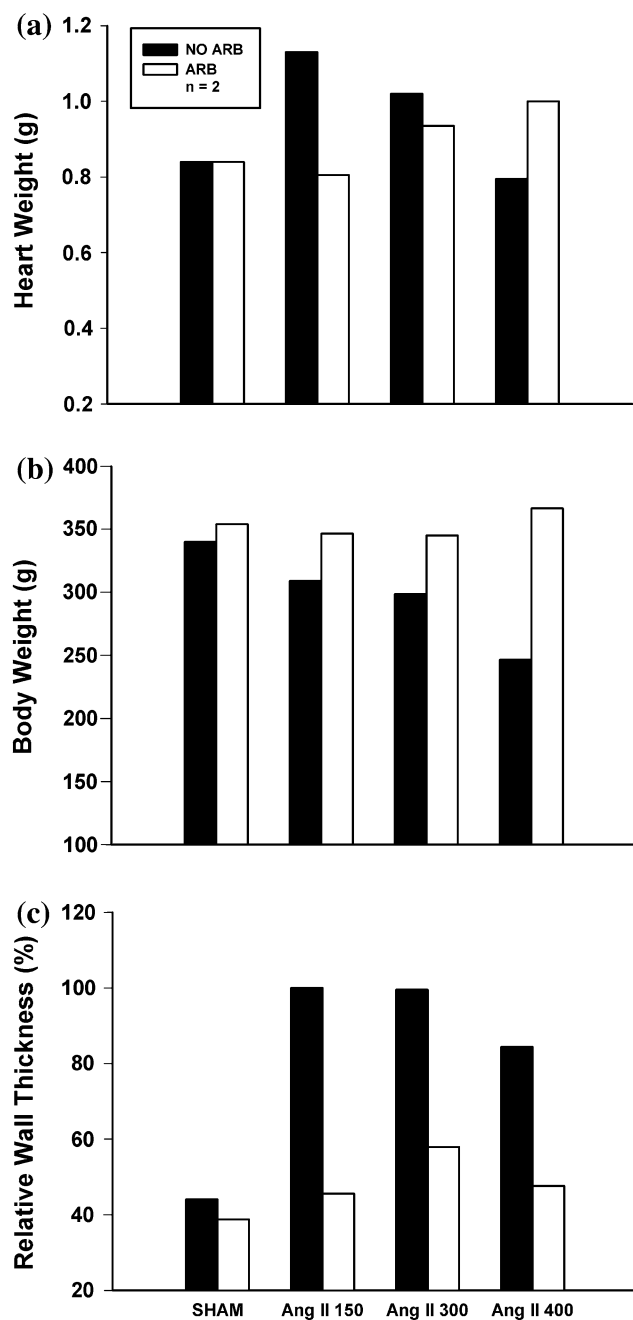 (a)
1.2
1.0
0.8
0.6
0.4
0.2
Heart Weight (g)
NO ARB
ARB
n = 2
(b)
400
350
300
250
200
150
100
Body Weight (g)
(c)
120
100
80
60
40
20
Relative Wall Thickness (%)
SHAM Ang II 150 Ang II 300 Ang II 400